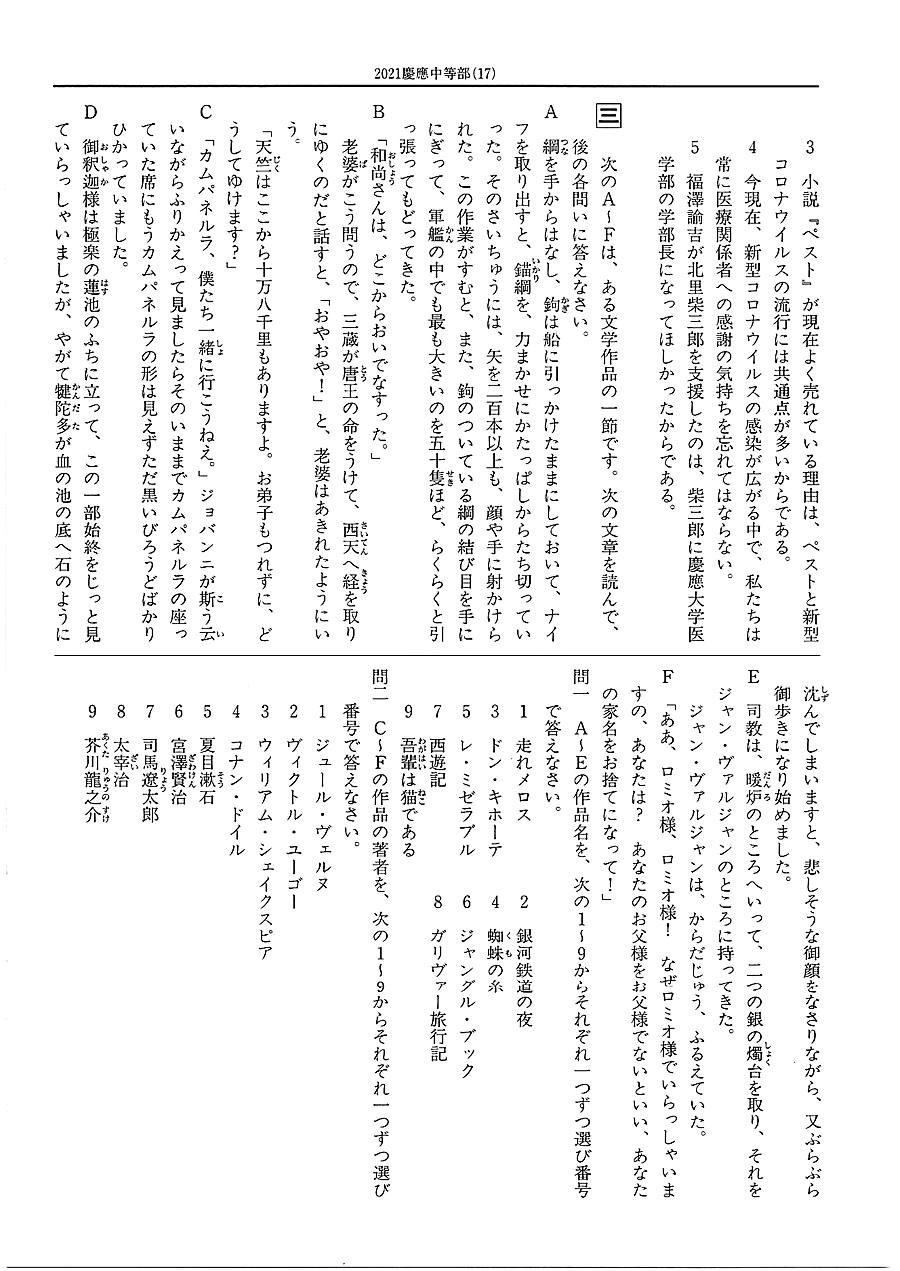 2021慶應中等部(17)
3　小説『ペスト』が現在よく売れている理由は、ペストと新型
コロナウイルスの流行には共通点が多いからである。
4　今現在、新型コロナウイルスの感染が広がる中で、私たちは
常に医療関係者への感謝の気持ちを忘れてはならない。
5　福澤諭吉が北里柴三郎を支援したのは、柴三郎に慶應大学医
学部の学部長になってほしかったからである。
三　次のA～Fは、ある文学作品の一節です。次の文章を読んで、
後の各問いに答えなさい。
A　綱を手からはなし、鉤は船に引っかけたままにしておいて、ナイ
フを取り出すと、錨綱を、力まかせにかたっぱしからたち切ってい
った。そのさいちゅうには、矢を二百本以上も、顔や手に射かけら
れた。この作業がすむと、また、鉤のついている綱の結び目を手に
にぎって、軍艦の中でも最も大きいのを五十隻ほど、らくらくと引
っ張ってもどってきた。
B　「和尚さんは、どこからおいでなすった。」
老婆がこう問うので、三蔵が唐王の命をうけて、西天へ経を取り
にゆくのだと話すと、「おやおや！」と、老婆はあきれたようにい
う。
「天竺はここから十万八千里もありますよ。お弟子もつれずに、ど
うしてゆけます？」
C　「カムパネルラ、僕たち一緒に行こうねえ。」ジョバンニが斯う云
いながらふりかえって見ましたらそのいままでカムパネルラの座っ
ていた席にもうカムパネルラの形は見えずただ黒いびろうどばかり
ひかっていました。
D　御釈迦様は極楽の蓮池のふちに立って、この一部始終をじっと見
ていらっしゃいましたが、やがて犍陀多が血の池の底へ石のように
沈んでしまいますと、悲しそうな御顔をなさりながら、又ぶらぶら
御歩きになり始めました。
E　司教は、暖炉のところへいって、二つの銀の燭台を取り、それを
ジャン・ヴァルジャンのところに持ってきた。
ジャン・ヴァルジャンは、からだじゅう、ふるえていた。
F　「ああ、ロミオ様、ロミオ様！　なぜロミオ様でいらっしゃいま
すの、あなたは？　あなたのお父様をお父様でないといい、あなた
の家名をお捨てになって！」
問一　A～Eの作品名を、次の1～9からそれぞれ一つずつ選び番号
で答えなさい。
1　走れメロス　2　銀河鉄道の夜
3　ドン・キホーテ　4　蜘蛛の糸
5　レ・ミゼラブル　6　ジャングル・ブック
7　西遊記　8　ガリヴァー旅行記
9　吾輩は猫である
問二　C～Fの作品の著者を、次の1～9からそれぞれ一つずつ選び
番号で答えなさい。
1　ジュール・ヴェルヌ
2　ヴィクトル・ユーゴー
3　ウィリアム・シェイクスピア
4　コナン・ドイル
5　夏目漱石
6　宮澤賢治
7　司馬遼太郎
8　太宰治
9　芥川龍之介